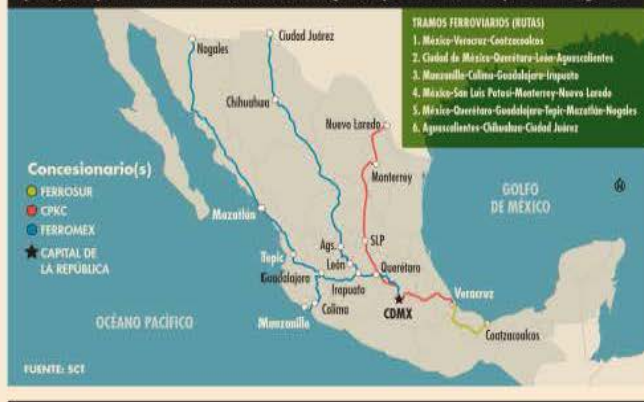 TRAMOS FERROVIARIOS (RUTAS)
1. México-Veracruz-Coatzacoalcos
2. Ciudad de México-Querétaro-León-Aguascalientes
3. Manzanillo-Colima-Guadalajara-Irapuato
4. México-San Luis Potosí-Monterrey-Nuevo Laredo
5. México-Querétaro-Guadalajara-Tepic-Mazatlán-Nogales
6. Aguascalientes-Chihuahua-Ciudad Juárez
Nogales
Ciudad Juárez
Chihuahua
Nuevo Laredo
Monterrey
Concesionario(s)
FERROSUR
CPKC
FERROMEX
CAPITAL DE
LA REPÚBLICA
GOLFO
DE MÉXICO
N
Mazatlán
SLP
Ags.
Tepic
León
Querétaro
Guadalajara
Irapuato
Veracruz
Colima
Manzanillo
CDMX
Coatzacoalcos
OCÉANO PACÍFICO
FUENTE: SCT